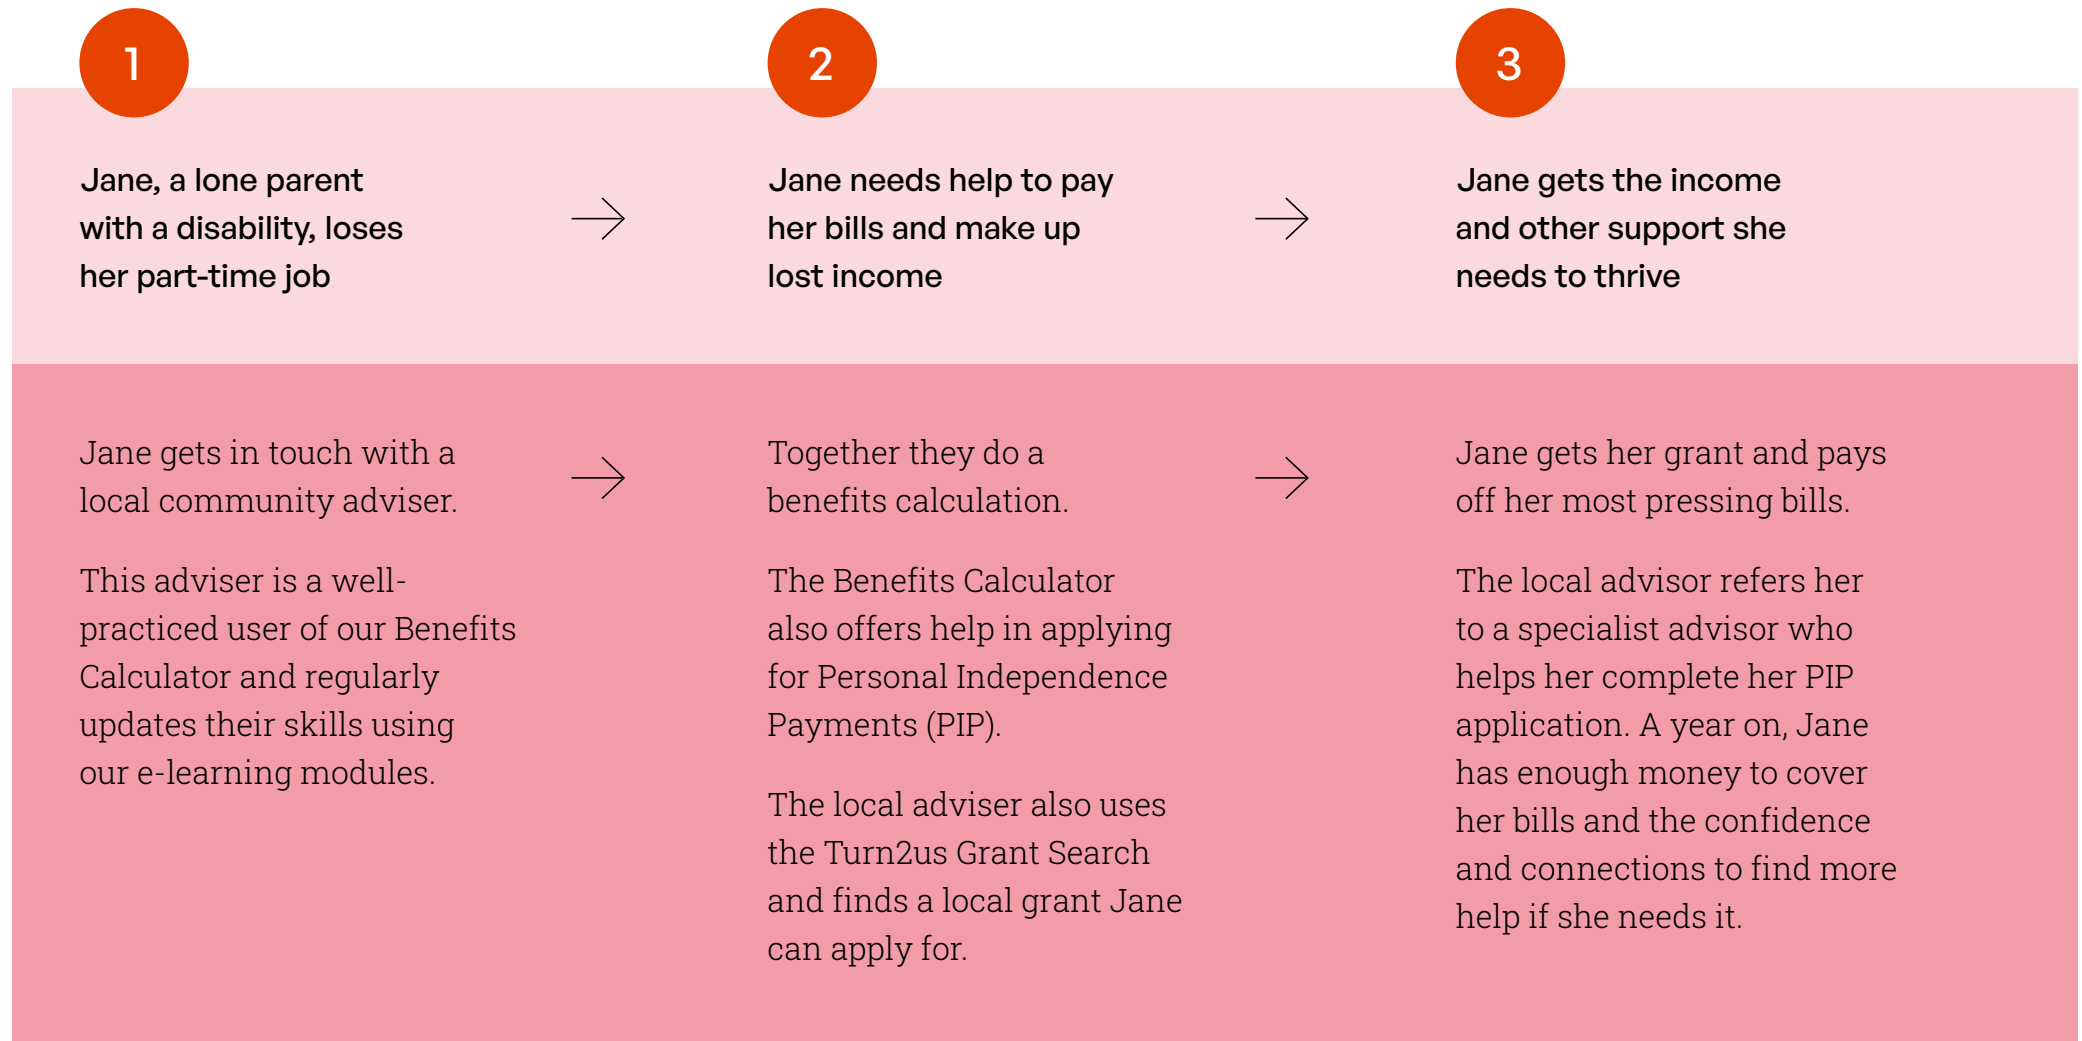 1
Jane, a lone parent
with a disability, loses
her part-time job
2
Jane needs help to pay
her bills and make up
lost income
3
Jane gets the income
and other support she
needs to thrive
Jane gets in touch with a
local community adviser.
This adviser is a well-
practiced user of our Benefits
Calculator and regularly
updates their skills using
our e-learning modules.
Together they do a
benefits calculation.
The Benefits Calculator
also offers help in applying
for Personal Independence
Payments (PIP).
The local adviser also uses
the Turn2us Grant Search
and finds a local grant Jane
can apply for.
Jane gets her grant and pays
off her most pressing bills.
The local advisor refers her
to a specialist advisor who
helps her complete her PIP
application. A year on, Jane
has enough money to cover
her bills and the confidence
and connections to find more
help if she needs it.